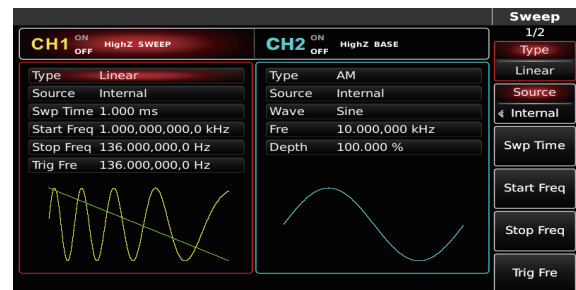 Sweep
1/2
CH1 ON OFF HighZ SWEEP
CH2 ON OFF HighZ BASE
Type Linear
Source Internal
Swp Time 1.000 ms
Start Freq 1.000,000,000,0 kHz
Stop Freq 136.000,000,0 Hz
Trig Fre 136.000,000,0 Hz
Type AM
Source Internal
Wave Sine
Fre 10.000,000 kHz
Depth 100.000 %
Type
Linear
Source
Internal
Swp Time
Start Freq
Stop Freq
Trig Fre